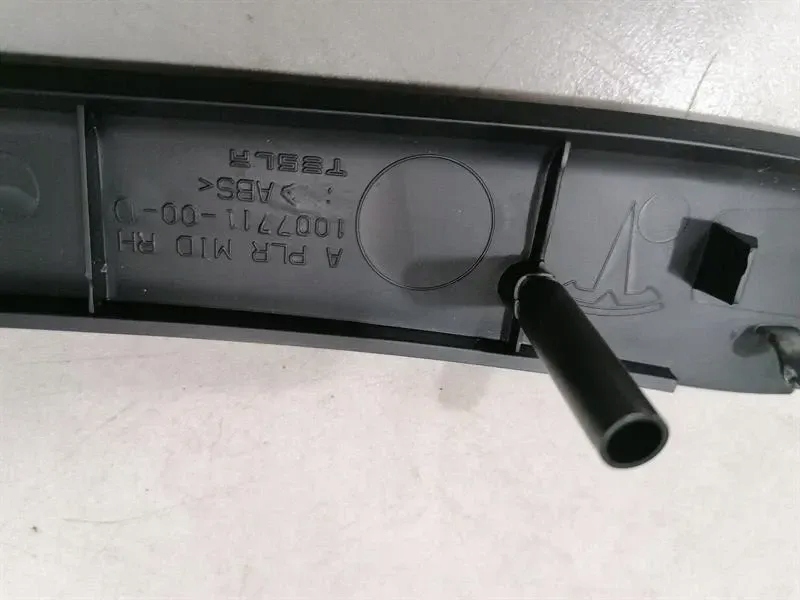 A PLR MID RH
1007711-00-D
: >ABS<
TESLA